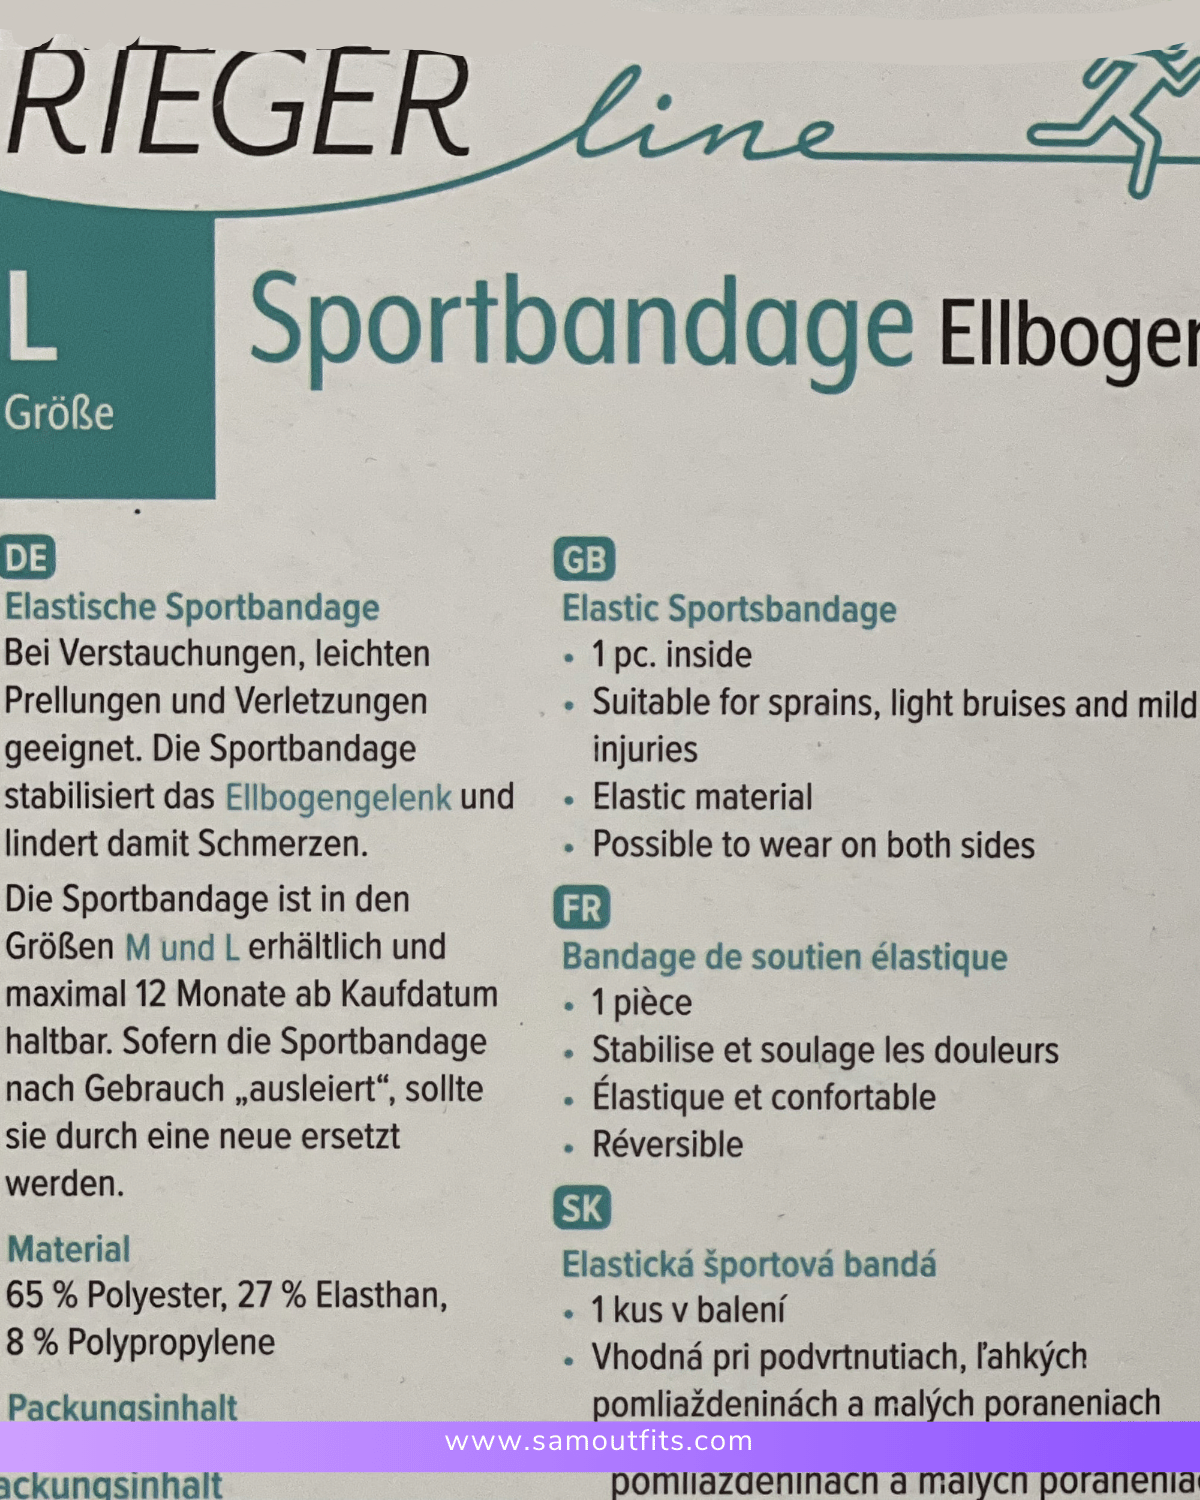 RIEGER line
L
Größe
Sportbandage Ellbogen
DE
Elastische Sportbandage
Bei Verstauchungen, leichten
Prellungen und Verletzungen
geeignet. Die Sportbandage
stabilisiert das Ellbogengelenk und
lindert damit Schmerzen.
Die Sportbandage ist in den
Größen M und L erhältlich und
maximal 12 Monate ab Kaufdatum
haltbar. Sofern die Sportbandage
nach Gebrauch „ausleiert“, sollte
sie durch eine neue ersetzt
werden.
Material
65 % Polyester, 27 % Elasthan,
8 % Polypropylene
Packungsinhalt
GB
Elastic Sportsbandage
• 1 pc. inside
• Suitable for sprains, light bruises and mild
injuries
• Elastic material
• Possible to wear on both sides
FR
Bandage de soutien élastique
• 1 pièce
• Stabilise et soulage les douleurs
• Élastique et confortable
• Réversible
SK
Elastická športová bandá
• 1 kus v balení
• Vhodná pri podvrtnutiach, ľahkých
pomliaždeninách a malých poraneniach
www.samoutfits.com
ackungsinhalt
pomliaždeninách a malých poraneniac